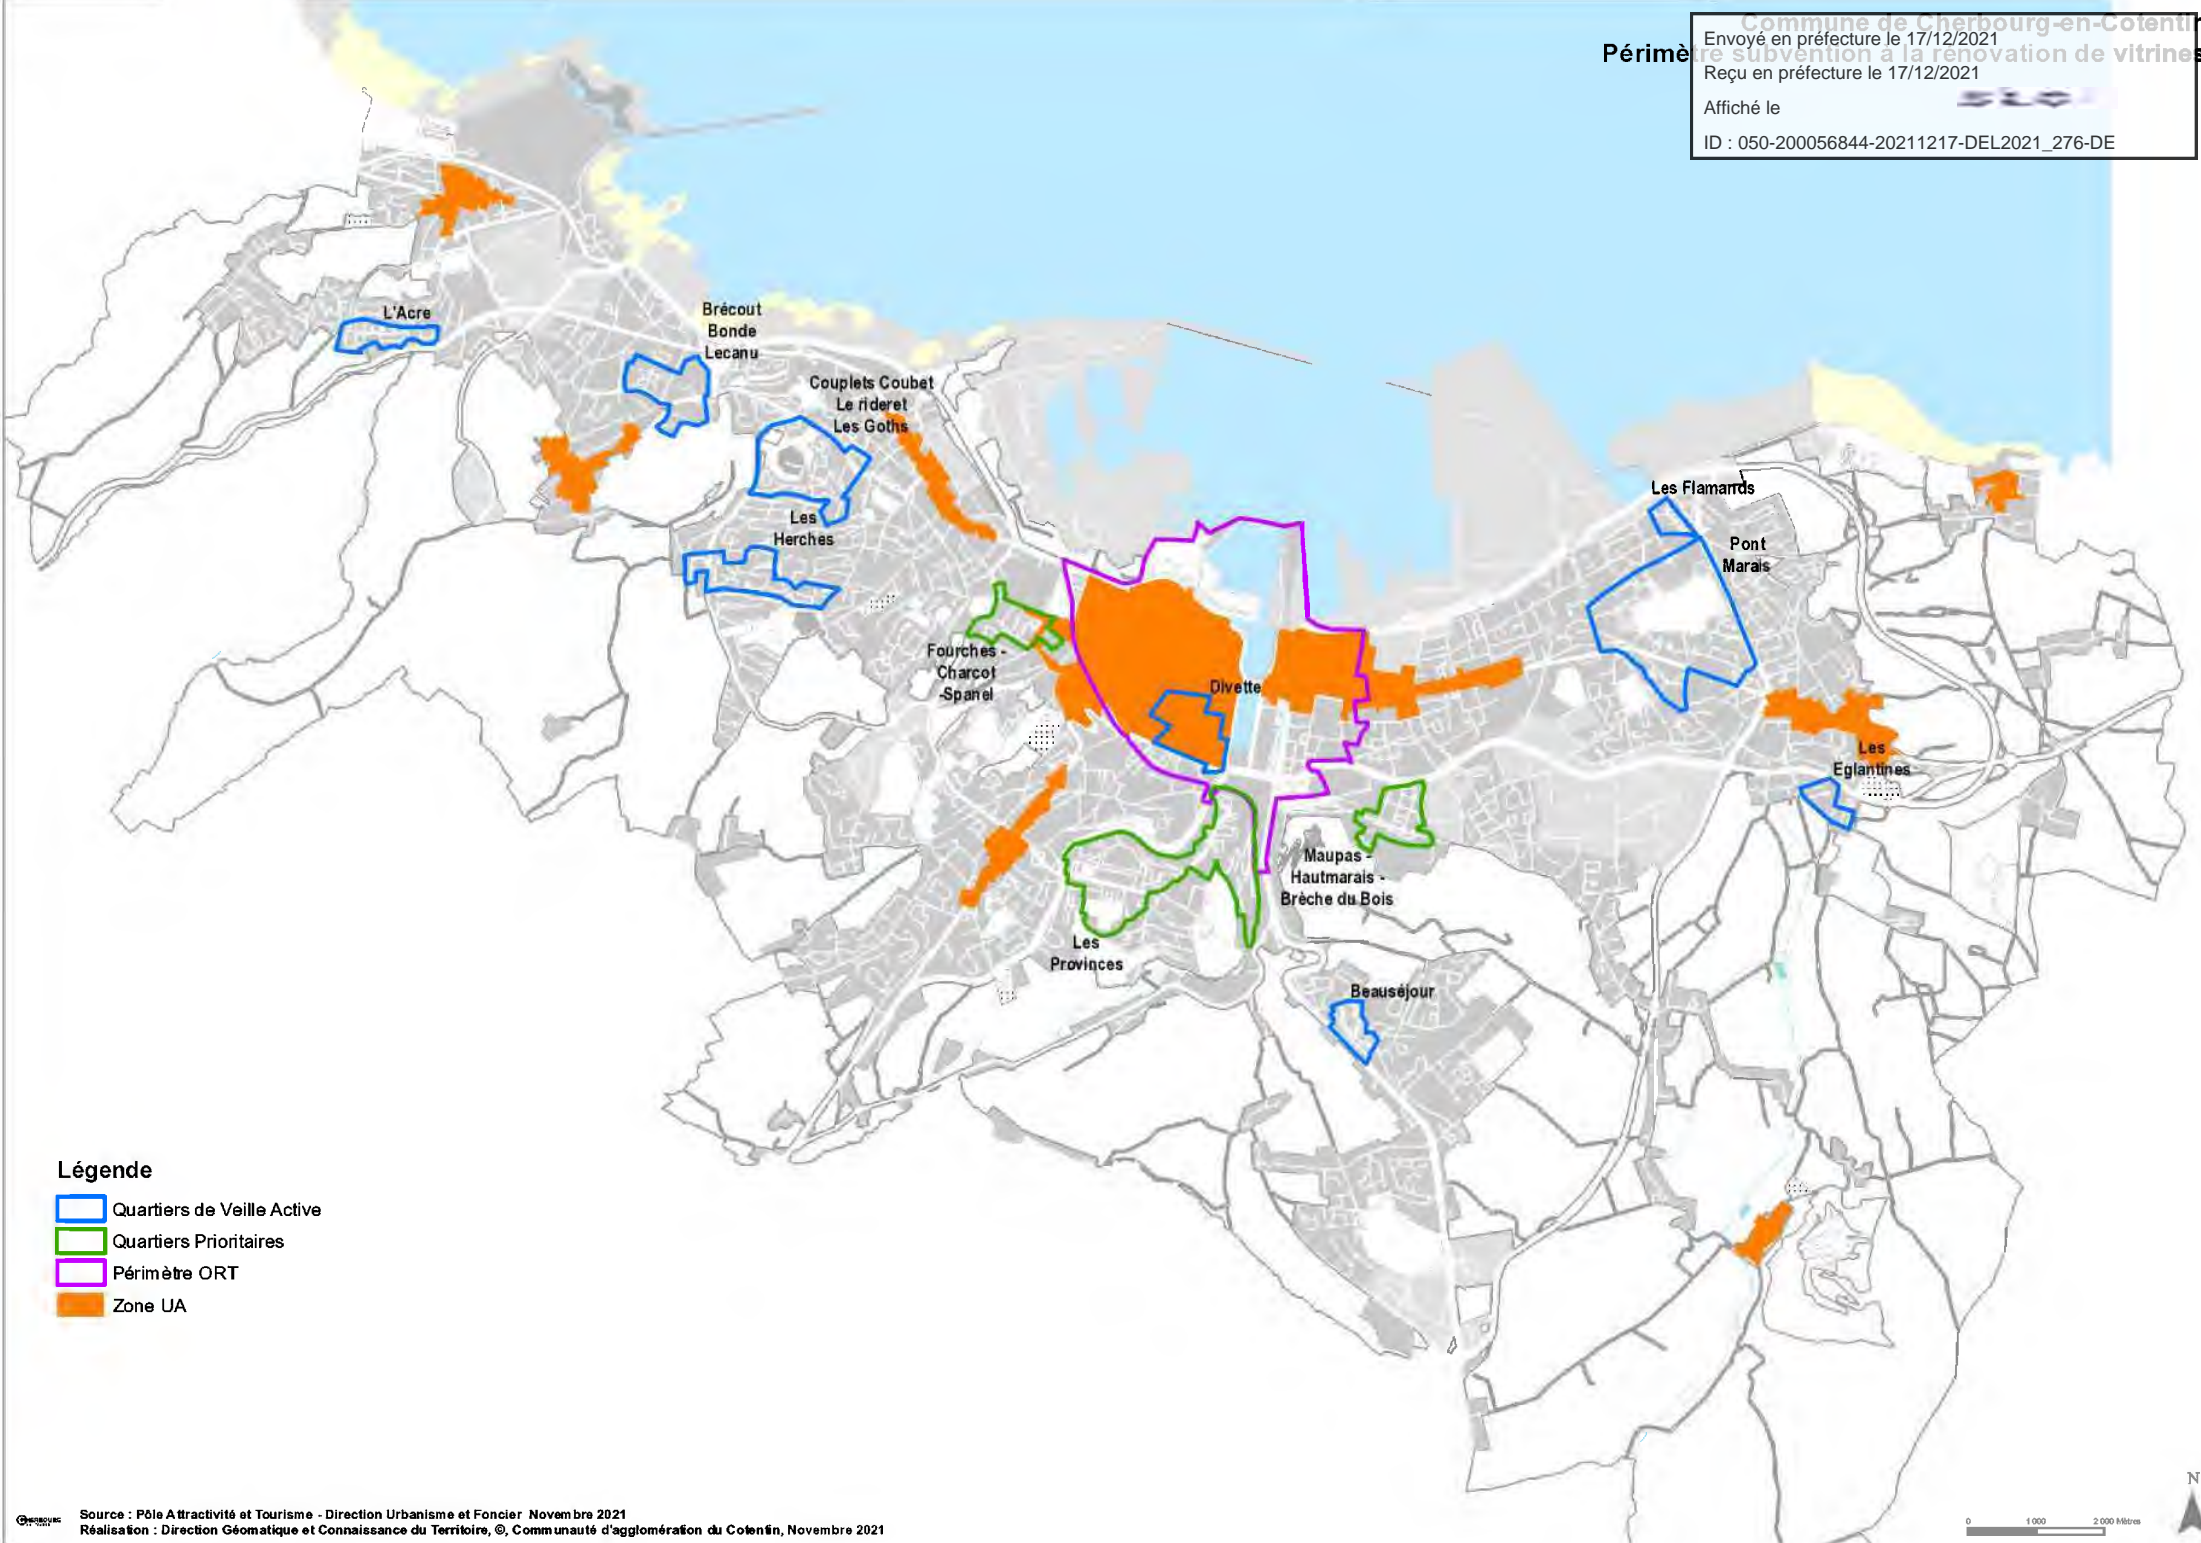 Commune de Cherbourg-en-Cotentin
Périmètre subvention à la rénovation de vitrines
Envoyé en préfecture le 17/12/2021
Reçu en préfecture le 17/12/2021
Affiché le
ID : 050-200056844-20211217-DEL2021_276-DE
L'Acre
Brécout
Bonde
Lecanu
Couplets Coubet
Le rideret
Les Goths
Les
Herches
Les Flamands
Pont
Marais
Fourches -
Charcot
-Spanel
Divette
Les
Eglantines
Maupas -
Hautmarais -
Brèche du Bois
Les
Provinces
Beauséjour
Légende
Quartiers de Veille Active
Quartiers Prioritaires
Périmètre ORT
Zone UA
Source : Pôle Attractivité et Tourisme - Direction Urbanisme et Foncier Novembre 2021
Réalisation : Direction Géomatique et Connaissance du Territoire, ©, Communauté d'agglomération du Cotentin, Novembre 2021
CHERBOURG
0 1 000 2 000 Mètres
N